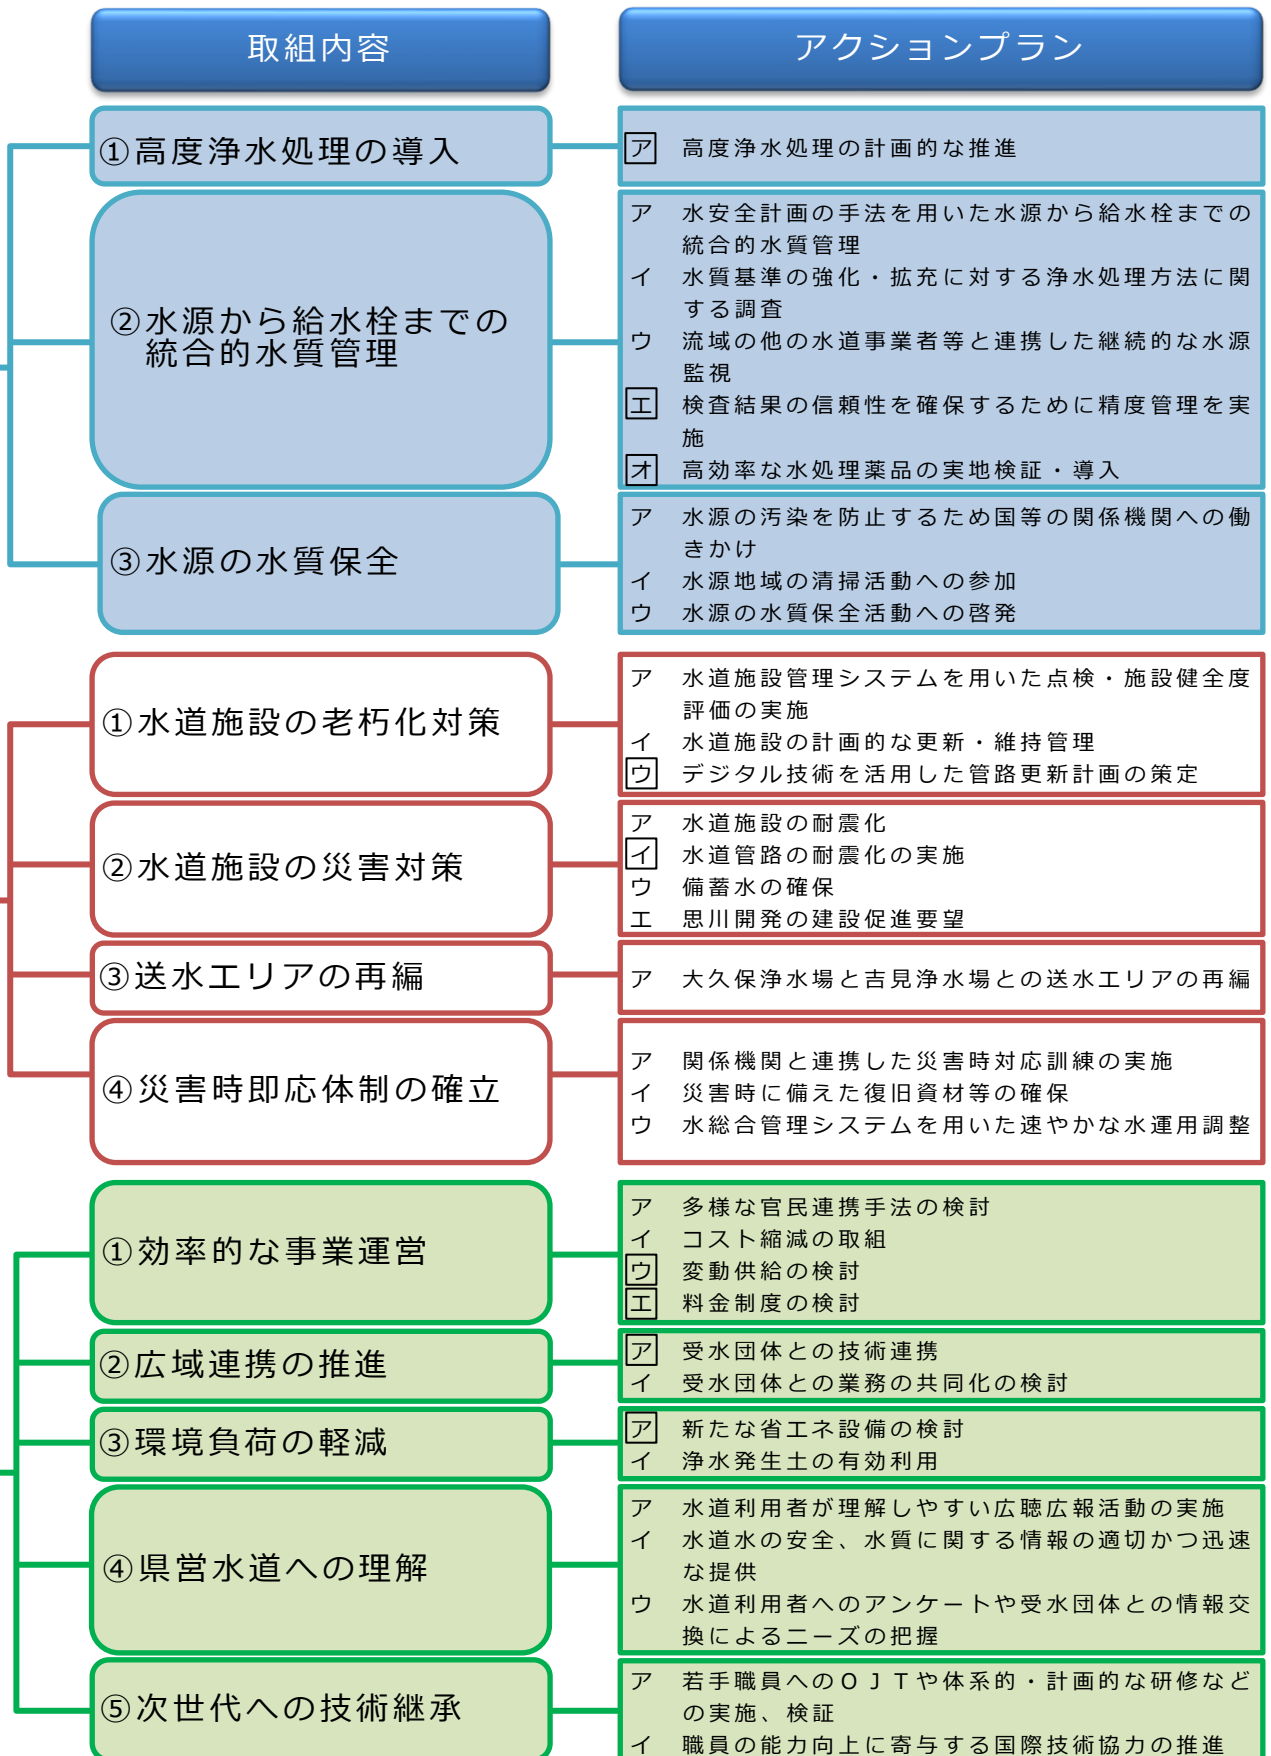 取組内容
アクションプラン
①高度浄水処理の導入
ア 高度浄水処理の計画的な推進
②水源から給水栓までの
統合的水質管理
ア 水安全計画の手法を用いた水源から給水栓までの
統合的水質管理
イ 水質基準の強化・拡充に対する浄水処理方法に関
する調査
ウ 流域の他の水道事業者等と連携した継続的な水源
監視
エ 検査結果の信頼性を確保するために精度管理を実
施
オ 高効率な水処理薬品の実地検証・導入
③水源の水質保全
ア 水源の汚染を防止するため国等の関係機関への働
きかけ
イ 水源地域の清掃活動への参加
ウ 水源の水質保全活動への啓発
①水道施設の老朽化対策
ア 水道施設管理システムを用いた点検・施設健全度
評価の実施
イ 水道施設の計画的な更新・維持管理
ウ デジタル技術を活用した管路更新計画の策定
②水道施設の災害対策
ア 水道施設の耐震化
イ 水道管路の耐震化の実施
ウ 備蓄水の確保
エ 思川開発の建設促進要望
③送水エリアの再編
ア 大久保浄水場と吉見浄水場との送水エリアの再編
④災害時即応体制の確立
ア 関係機関と連携した災害時対応訓練の実施
イ 災害時に備えた復旧資材等の確保
ウ 水総合管理システムを用いた速やかな水運用調整
①効率的な事業運営
ア 多様な官民連携手法の検討
イ コスト縮減の取組
ウ 変動供給の検討
エ 料金制度の検討
②広域連携の推進
ア 受水団体との技術連携
イ 受水団体との業務の共同化の検討
③環境負荷の軽減
ア 新たな省エネ設備の検討
イ 浄水発生土の有効利用
④県営水道への理解
ア 水道利用者が理解しやすい広聴広報活動の実施
イ 水道水の安全、水質に関する情報の適切かつ迅速
な提供
ウ 水道利用者へのアンケートや受水団体との情報交
換によるニーズの把握
⑤次世代への技術継承
ア 若手職員へのOJTや体系的・計画的な研修など
の実施、検証
イ 職員の能力向上に寄与する国際技術協力の推進